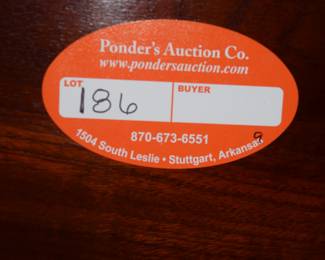 Ponder's Auction Co.
www.pondersauction.com
LOT BUYER
186
870-673-6551
1504 South Leslie • Stuttgart, Arkansas